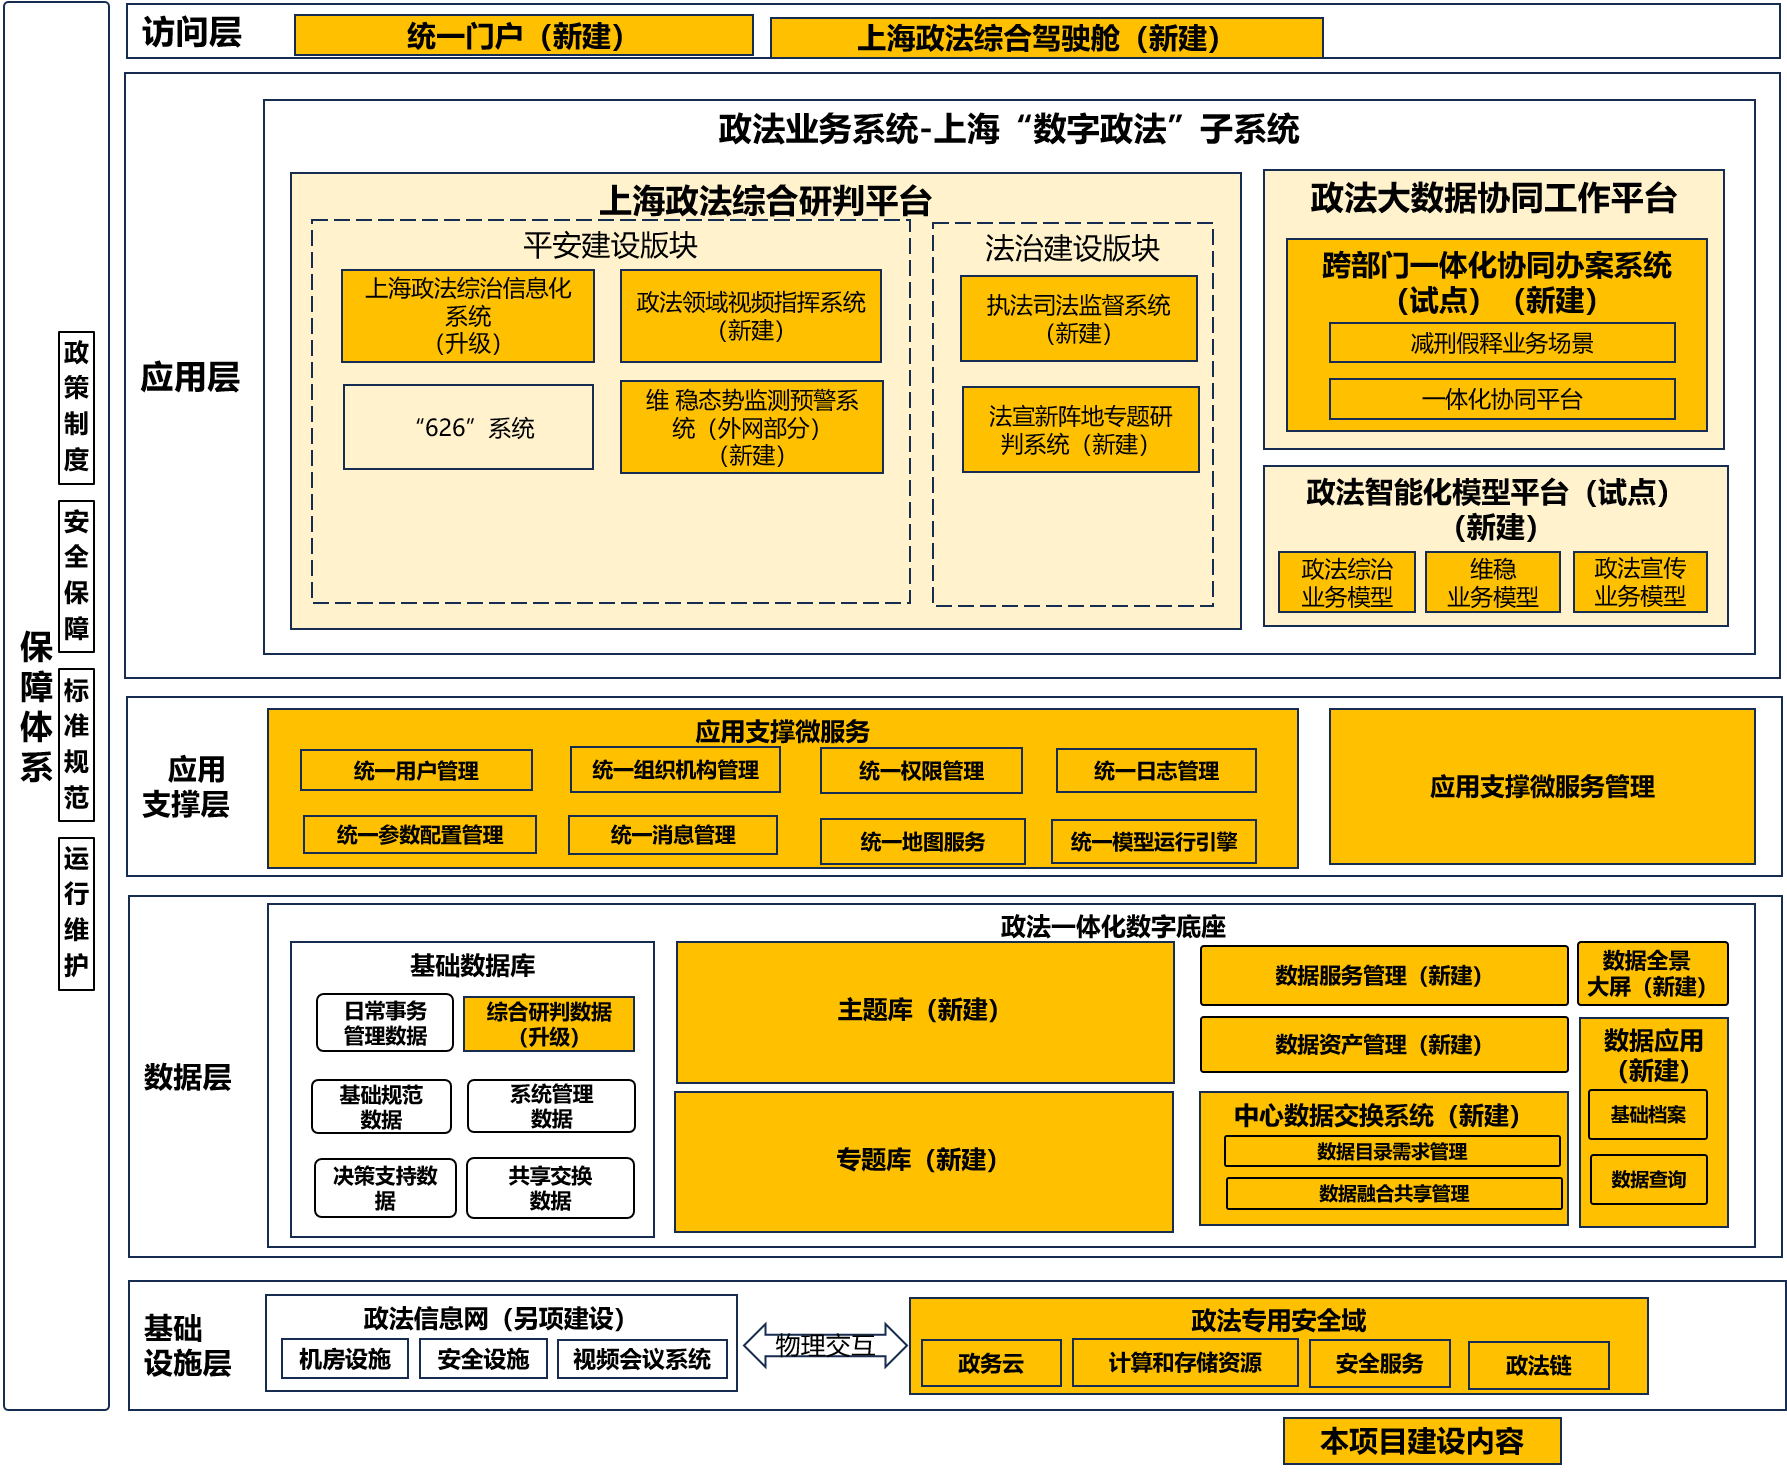 访问层
统一门户（新建）
上海政法综合驾驶舱（新建）
应用层
政法业务系统-上海“数字政法”子系统
上海政法综合研判平台
平安建设版块
上海政法综治信息化
系统
（升级）
政法领域视频指挥系统
（新建）
“626”系统
维 稳态势监测预警系
统（外网部分）
（新建）
法治建设版块
执法司法监督系统
（新建）
法宣新阵地专题研
判系统（新建）
政法大数据协同工作平台
跨部门一体化协同办案系统
（试点）（新建）
减刑假释业务场景
一体化协同平台
政法智能化模型平台（试点）
（新建）
政法综治
业务模型
维稳
业务模型
政法宣传
业务模型
保障体系
政策制度
安全保障
标准规范
运行维护
应用
支撑层
应用支撑微服务
统一用户管理
统一组织机构管理
统一权限管理
统一日志管理
统一参数配置管理
统一消息管理
统一地图服务
统一模型运行引擎
应用支撑微服务管理
数据层
政法一体化数字底座
基础数据库
日常事务
管理数据
综合研判数据
（升级）
基础规范
数据
系统管理
数据
决策支持数
据
共享交换
数据
主题库（新建）
专题库（新建）
数据服务管理（新建）
数据资产管理（新建）
中心数据交换系统（新建）
数据目录需求管理
数据融合共享管理
数据全景
大屏（新建）
数据应用
（新建）
基础档案
数据查询
基础
设施层
政法信息网（另项建设）
机房设施
安全设施
视频会议系统
物理交互
政法专用安全域
政务云
计算和存储资源
安全服务
政法链
本项目建设内容